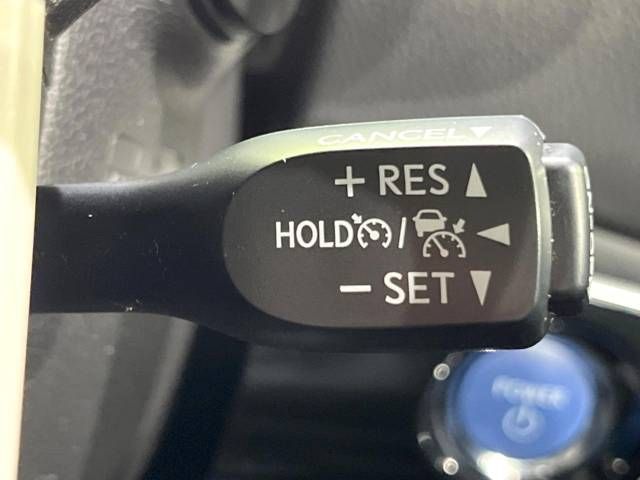 CANCEL ▼
+ RES ▲
HOLD / ◀
− SET ▼
POWER